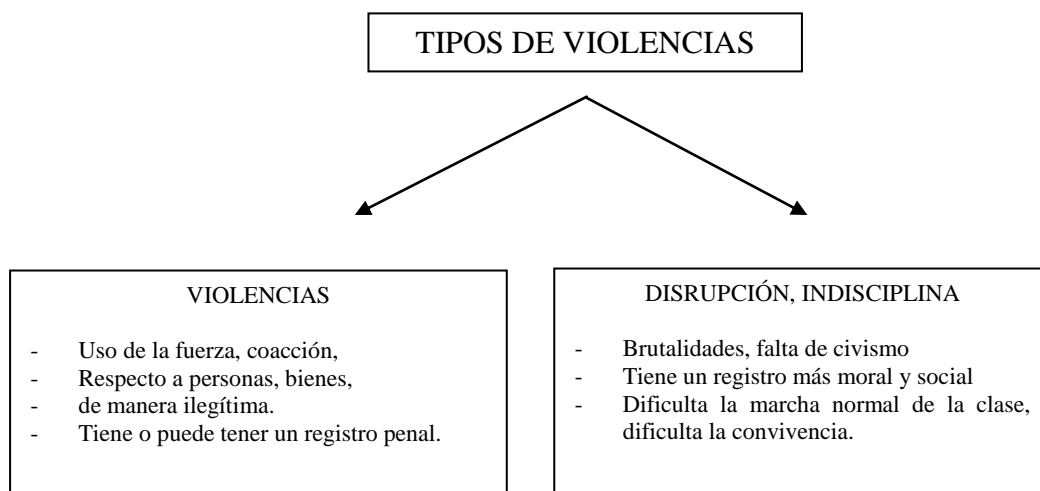 TIPOS DE VIOLENCIAS
VIOLENCIAS
- Uso de la fuerza, coacción,
- Respecto a personas, bienes,
- de manera ilegítima.
- Tiene o puede tener un registro penal.
DISRUPCIÓN, INDISCIPLINA
- Brutalidades, falta de civismo
- Tiene un registro más moral y social
- Dificulta la marcha normal de la clase,
dificulta la convivencia.